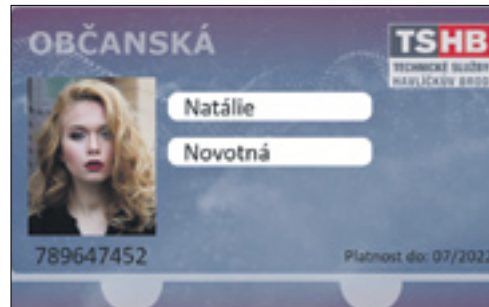 OBČANSKÁ
TSHB
TECHNICKÉ SLUŽBY
HAVLÍČKŮV BROD
Natálie
Novotná
789647452
Platnost do: 07/2022